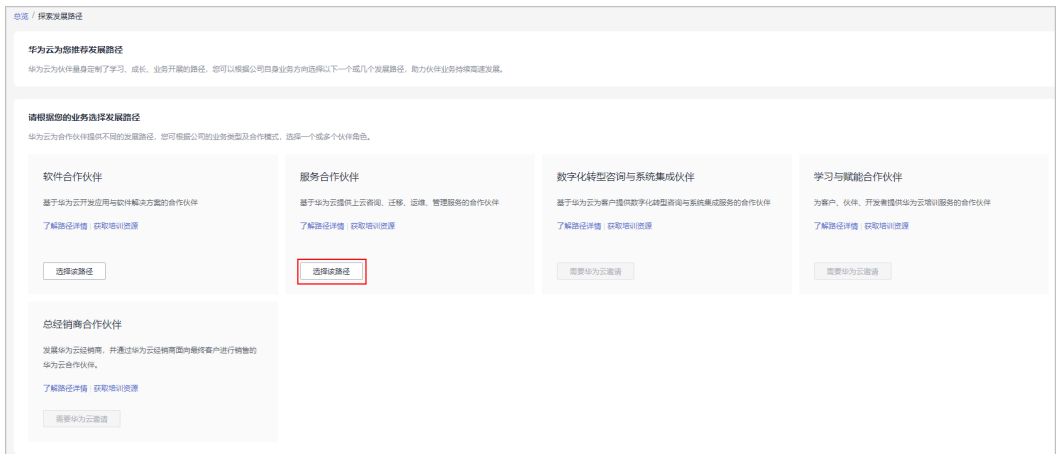 总览 / 探索发展路径
华为云为您推荐发展路径
华为云为伙伴量身定制了学习、成长、业务开展的路径，您可以根据公司自身业务方向选择以下一个或几个发展路径，助力伙伴业务持续高速发展。
请根据您的业务选择发展路径
华为云为合作伙伴提供不同的发展路径，您可根据公司的业务类型及合作模式，选择一个或多个伙伴角色。
软件合作伙伴
基于华为云开发应用与软件解决方案的合作伙伴
了解路径详情 | 获取培训资源
选择该路径
服务合作伙伴
基于华为云提供上云咨询、迁移、运维、管理服务的合作伙伴
了解路径详情 | 获取培训资源
选择该路径
数字化转型咨询与系统集成伙伴
基于华为云为客户提供数字化转型咨询与系统集成服务的合作伙伴
了解路径详情 | 获取培训资源
需要华为云邀请
学习与赋能合作伙伴
为客户、伙伴、开发者提供华为云培训服务的合作伙伴
了解路径详情 | 获取培训资源
需要华为云邀请
总经销商合作伙伴
发展华为云经销商，并通过华为云经销商面向最终客户进行销售的
华为云合作伙伴。
了解路径详情 | 获取培训资源
需要华为云邀请